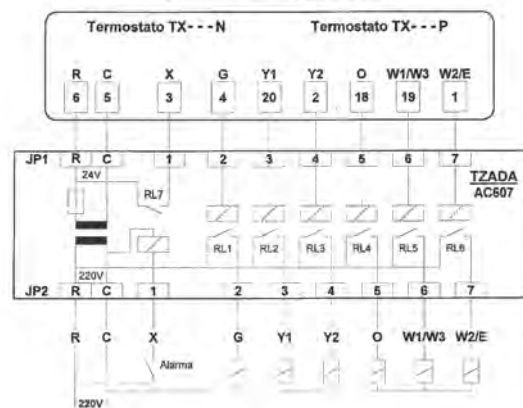 Termostato TX---N Termostato TX---P
R C X G Y1 Y2 O W1/W3 W2/E
6 5 3 4 20 2 18 19 1
JP1 R C 1 2 3 4 5 6 7
24V
TZADA
AC607
RL7
RL1 RL2 RL3 RL4 RL5 RL6
220V
JP2 R C 1 2 3 4 5 6 7
R C X G Y1 Y2 O W1/W3 W2/E
Alarma
220V